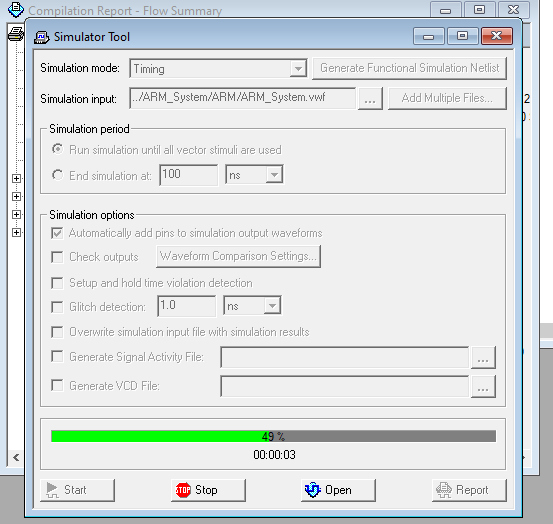 Compilation Report - Flow Summary
Simulator Tool
Simulation mode: Timing Generate Functional Simulation Netlist
Simulation input: ../ARM_System/ARM/ARM_System.vwf ... Add Multiple Files...
Simulation period
Run simulation until all vector stimuli are used
End simulation at: 100 ns
Simulation options
Automatically add pins to simulation output waveforms
Check outputs Waveform Comparison Settings...
Setup and hold time violation detection
Glitch detection: 1.0 ns
Overwrite simulation input file with simulation results
Generate Signal Activity File: ...
Generate VCD File: ...
49 %
00:00:03
Start STOP Stop Open Report